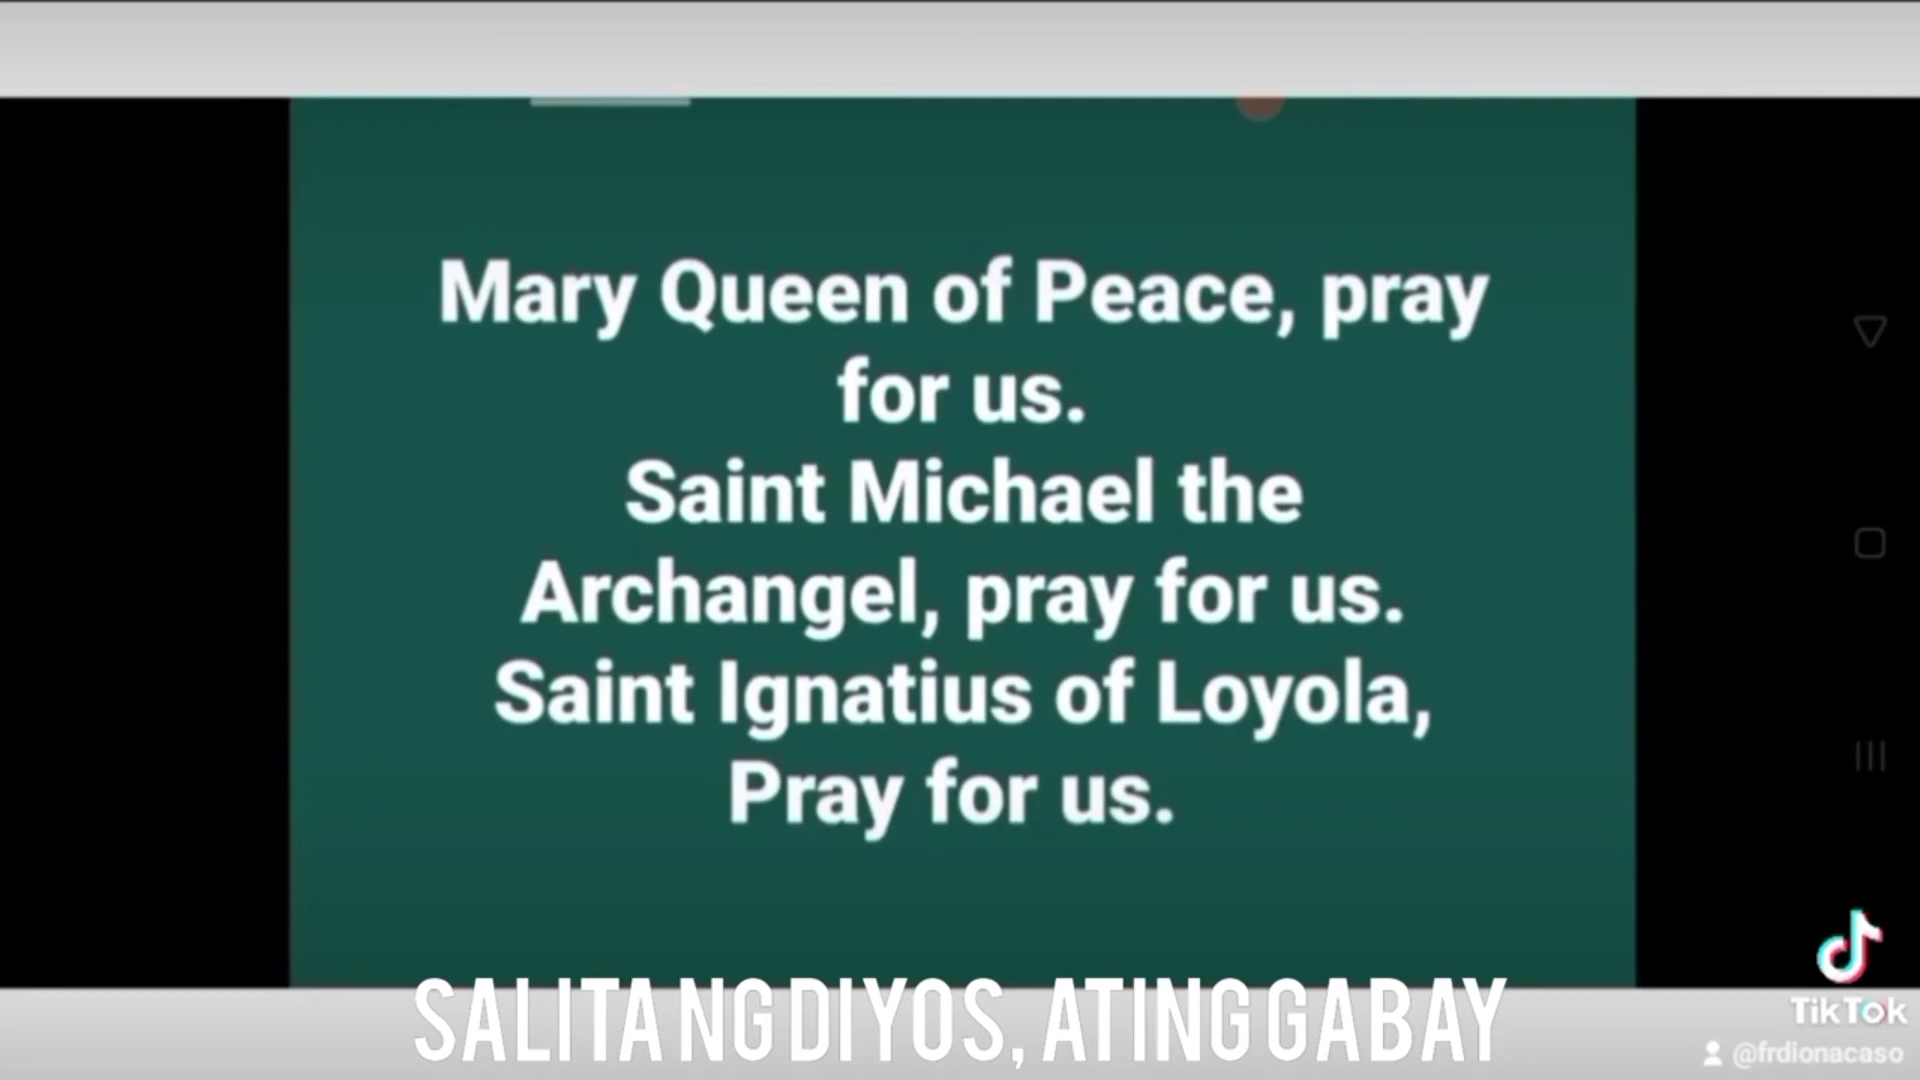 Mary Queen of Peace, pray
for us.
Saint Michael the
Archangel, pray for us.
Saint Ignatius of Loyola,
Pray for us.
SALITA NG DIYOS, ATING GABAY
TikTok
@frdionacaso